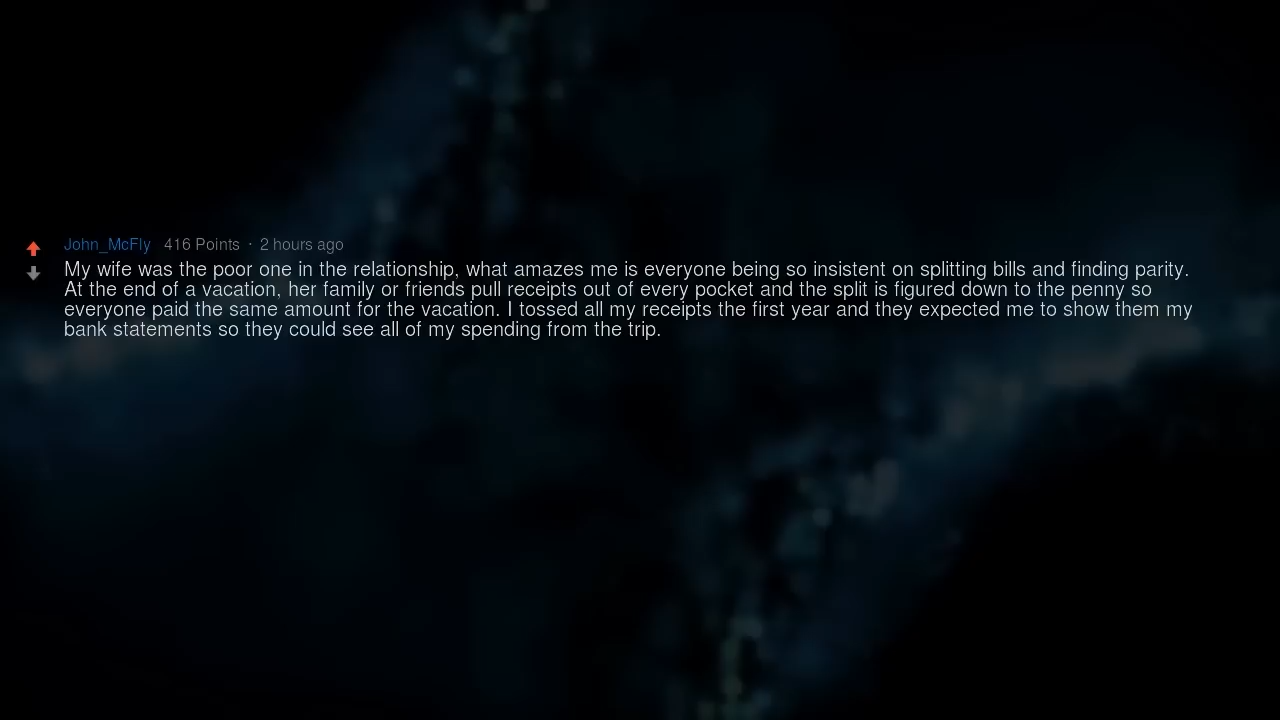 John_McFly 416 Points · 2 hours ago
My wife was the poor one in the relationship, what amazes me is everyone being so insistent on splitting bills and finding parity.
At the end of a vacation, her family or friends pull receipts out of every pocket and the split is figured down to the penny so
everyone paid the same amount for the vacation. I tossed all my receipts the first year and they expected me to show them my
bank statements so they could see all of my spending from the trip.